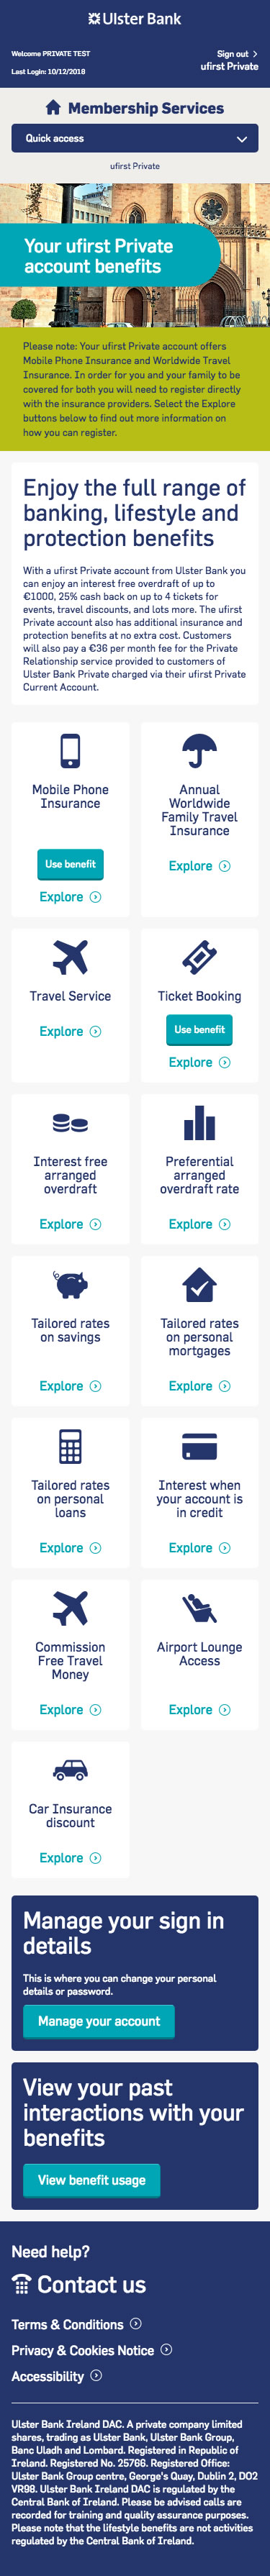 Ulster Bank
Welcome PRIVATE TEST
Sign out
Last Login: 10/12/2018
ufirst Private
Membership Services
Quick access
ufirst Private
Your ufirst Private
account benefits
Please note: Your ufirst Private account offers
Mobile Phone Insurance and Worldwide Travel
Insurance. In order for you and your family to be
covered for both you will need to register directly
with the insurance providers. Select the Explore
buttons below to find out more information on
how you can register.
Enjoy the full range of
banking, lifestyle and
protection benefits
With a ufirst Private account from Ulster Bank you
can enjoy an interest free overdraft of up to
€1000, 25% cash back on up to 4 tickets for
events, travel discounts, and lots more. The ufirst
Private account also has additional insurance and
protection benefits at no extra cost. Customers
will also pay a €36 per month fee for the Private
Relationship service provided to customers of
Ulster Bank Private charged via their ufirst Private
Current Account.
Mobile Phone
Insurance
Use benefit
Explore
Annual
Worldwide
Family Travel
Insurance
Explore
Travel Service
Explore
Ticket Booking
Use benefit
Explore
Interest free
arranged
overdraft
Explore
Preferential
arranged
overdraft rate
Explore
Tailored rates
on savings
Explore
Tailored rates
on personal
mortgages
Explore
Tailored rates
on personal
loans
Explore
Interest when
your account is
in credit
Explore
Commission
Free Travel
Money
Explore
Airport Lounge
Access
Explore
Car Insurance
discount
Explore
Manage your sign in
details
This is where you can change your personal
details or password.
Manage your account
View your past
interactions with your
benefits
View benefit usage
Need help?
Contact us
Terms & Conditions
Privacy & Cookies Notice
Accessibility
Ulster Bank Ireland DAC. A private company limited
shares, trading as Ulster Bank, Ulster Bank Group,
Banc Uladh and Lombard. Registered in Republic of
Ireland. Registered No. 25766. Registered Office:
Ulster Bank Group centre, George's Quay, Dublin 2, D02
VR98. Ulster Bank Ireland DAC is regulated by the
Central Bank of Ireland. Please be advised calls are
recorded for training and quality assurance purposes.
Please note that the lifestyle benefits are not activities
regulated by the Central Bank of Ireland.